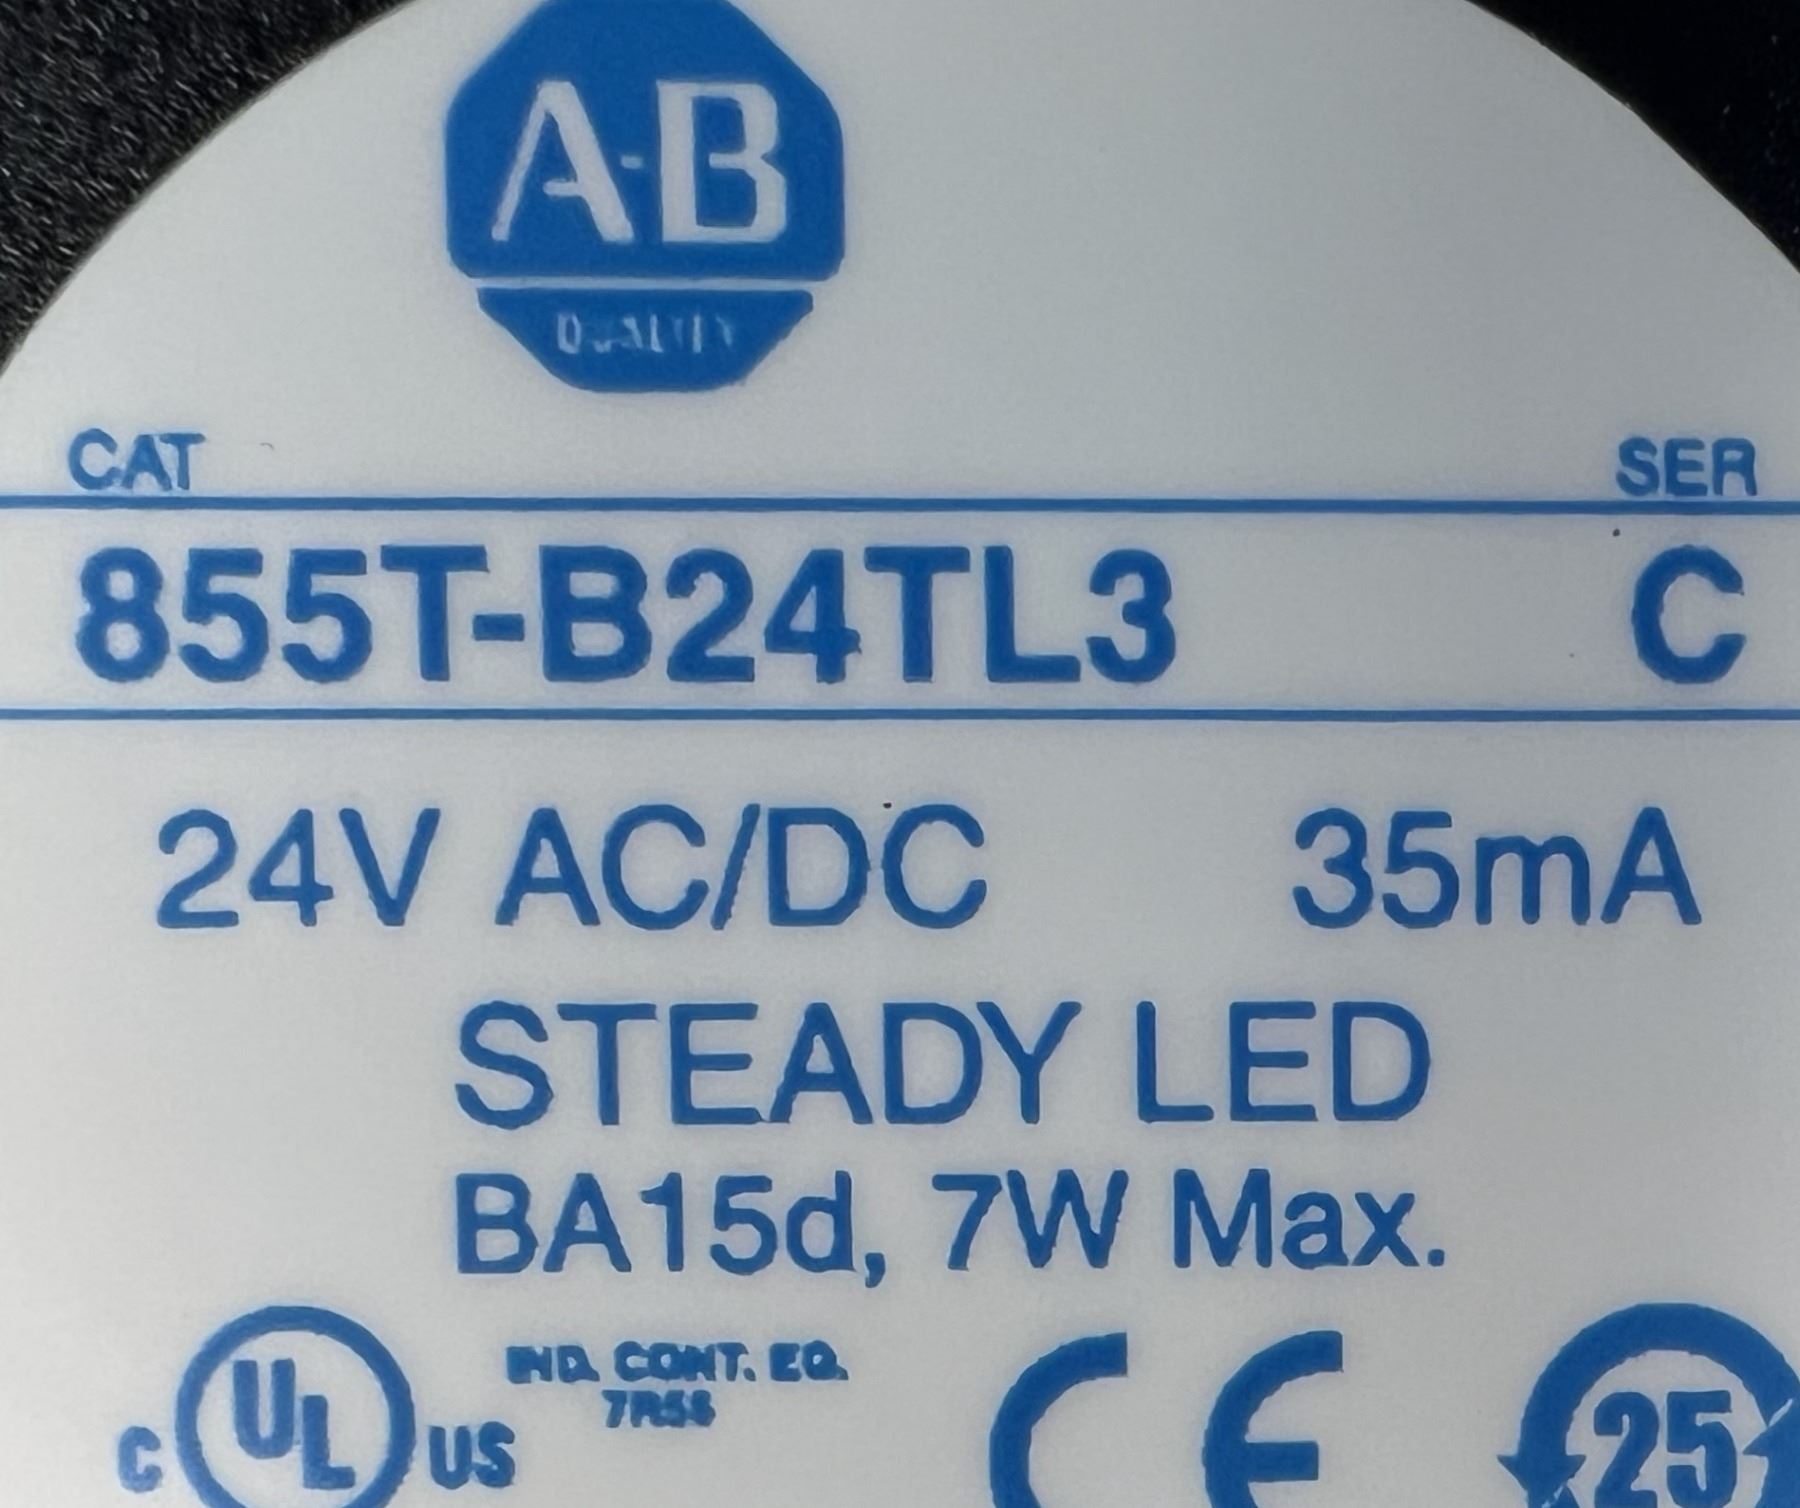 A-B
QUALITY
CAT SER
855T-B24TL3 C
24V AC/DC 35mA
STEADY LED
BA15d, 7W Max.
IND. CONT. EQ.
C UL US CE 25